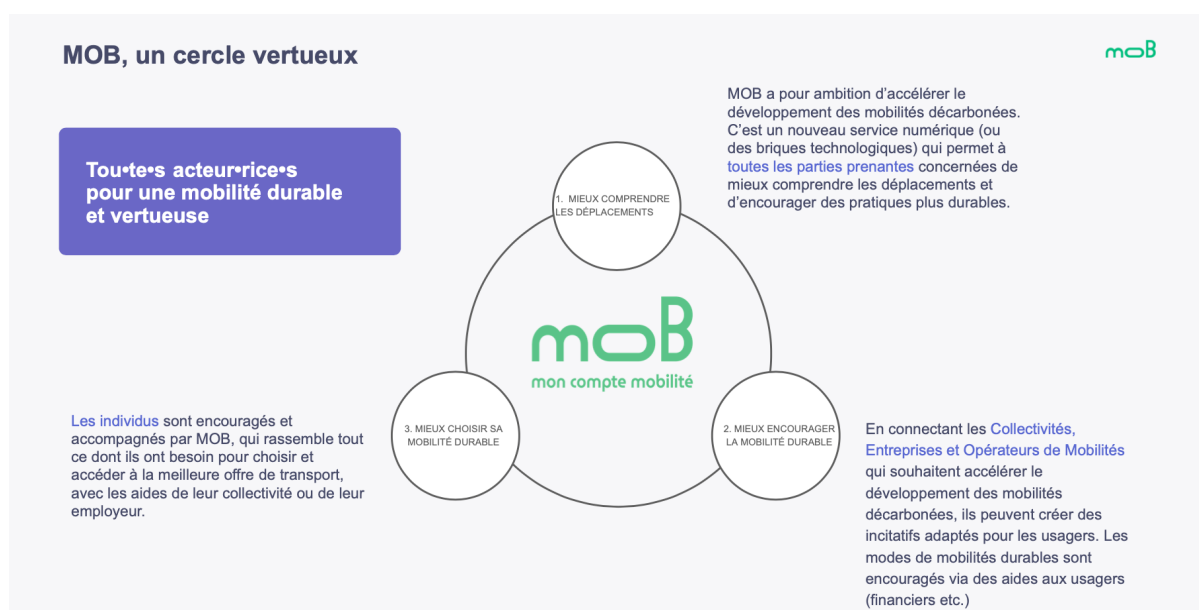 MOB, un cercle vertueux
moB
Tou•te•s acteur•rice•s
pour une mobilité durable
et vertueuse
MOB a pour ambition d’accélérer le
développement des mobilités décarbonées.
C’est un nouveau service numérique (ou
des briques technologiques) qui permet à
toutes les parties prenantes concernées de
mieux comprendre les déplacements et
d’encourager des pratiques plus durables.
1. MIEUX COMPRENDRE
LES DÉPLACEMENTS
moB
mon compte mobilité
3. MIEUX CHOISIR SA
MOBILITÉ DURABLE
2. MIEUX ENCOURAGER
LA MOBILITÉ DURABLE
Les individus sont encouragés et
accompagnés par MOB, qui rassemble tout
ce dont ils ont besoin pour choisir et
accéder à la meilleure offre de transport,
avec les aides de leur collectivité ou de leur
employeur.
En connectant les Collectivités,
Entreprises et Opérateurs de Mobilités
qui souhaitent accélérer le
développement des mobilités
décarbonées, ils peuvent créer des
incitatifs adaptés pour les usagers. Les
modes de mobilités durables sont
encouragés via des aides aux usagers
(financiers etc.)